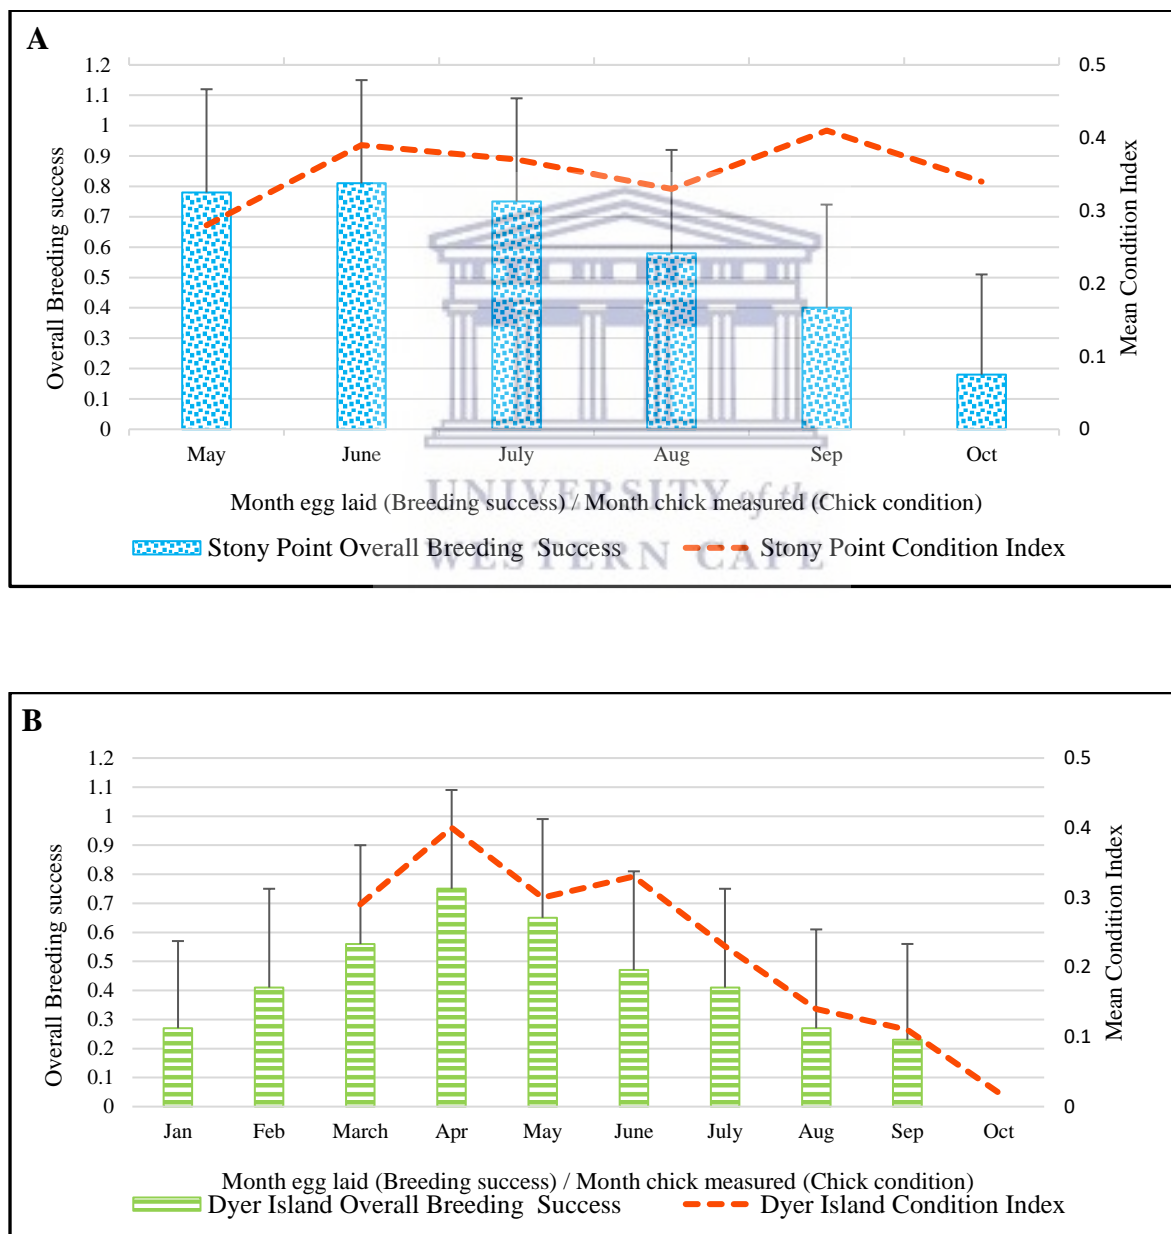 A
1.2
1.1
1
0.9
0.8
0.7
0.6
0.5
0.4
0.3
0.2
0.1
0
Overall Breeding success
0.5
0.4
0.3
0.2
0.1
0
Mean Condition Index
May June July Aug Sep Oct
Month egg laid (Breeding success) / Month chick measured (Chick condition)
UNIVERSITY of the
Stony Point Overall Breeding Success Stony Point Condition Index
WESTERN CAPE
B
1.2
1.1
1
0.9
0.8
0.7
0.6
0.5
0.4
0.3
0.2
0.1
0
Overall Breeding success
0.5
0.4
0.3
0.2
0.1
0
Mean Condition Index
Jan Feb March Apr May June July Aug Sep Oct
Month egg laid (Breeding success) / Month chick measured (Chick condition)
Dyer Island Overall Breeding Success Dyer Island Condition Index